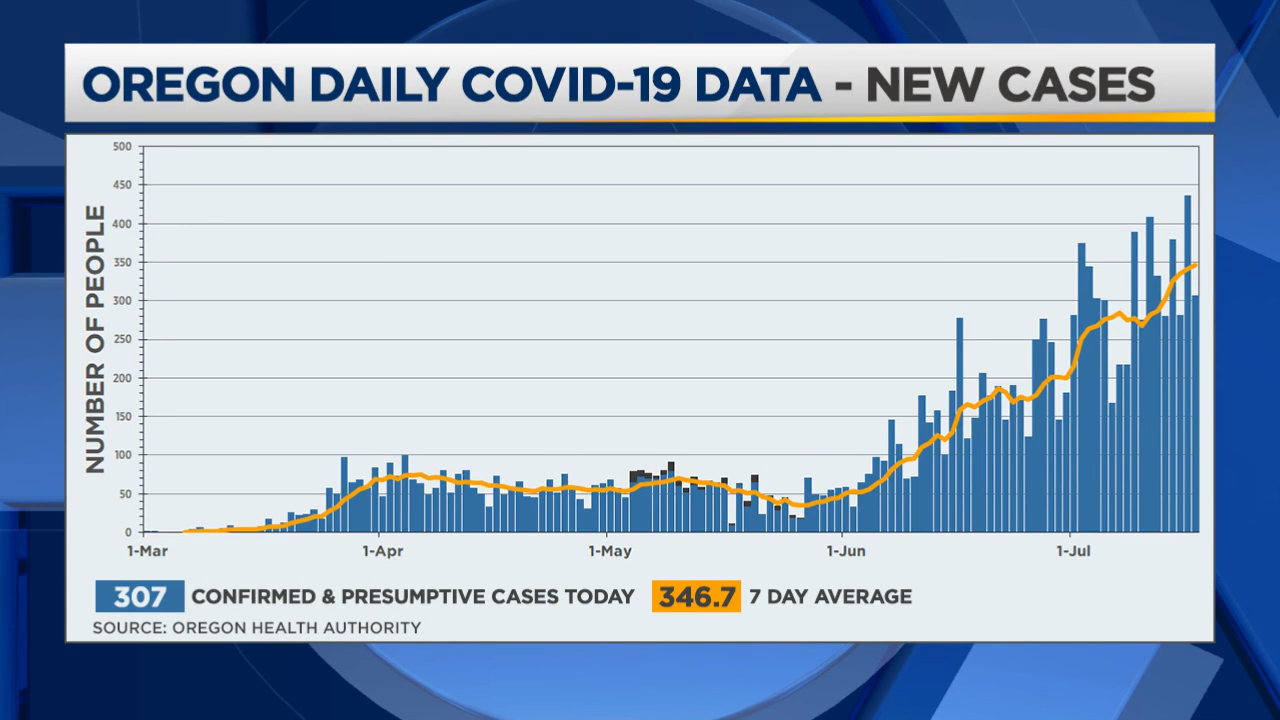 OREGON DAILY COVID-19 DATA - NEW CASES
NUMBER OF PEOPLE
500
450
400
350
300
250
200
150
100
50
0
1-Mar 1-Apr 1-May 1-Jun 1-Jul
307 CONFIRMED & PRESUMPTIVE CASES TODAY 346.7 7 DAY AVERAGE
SOURCE: OREGON HEALTH AUTHORITY